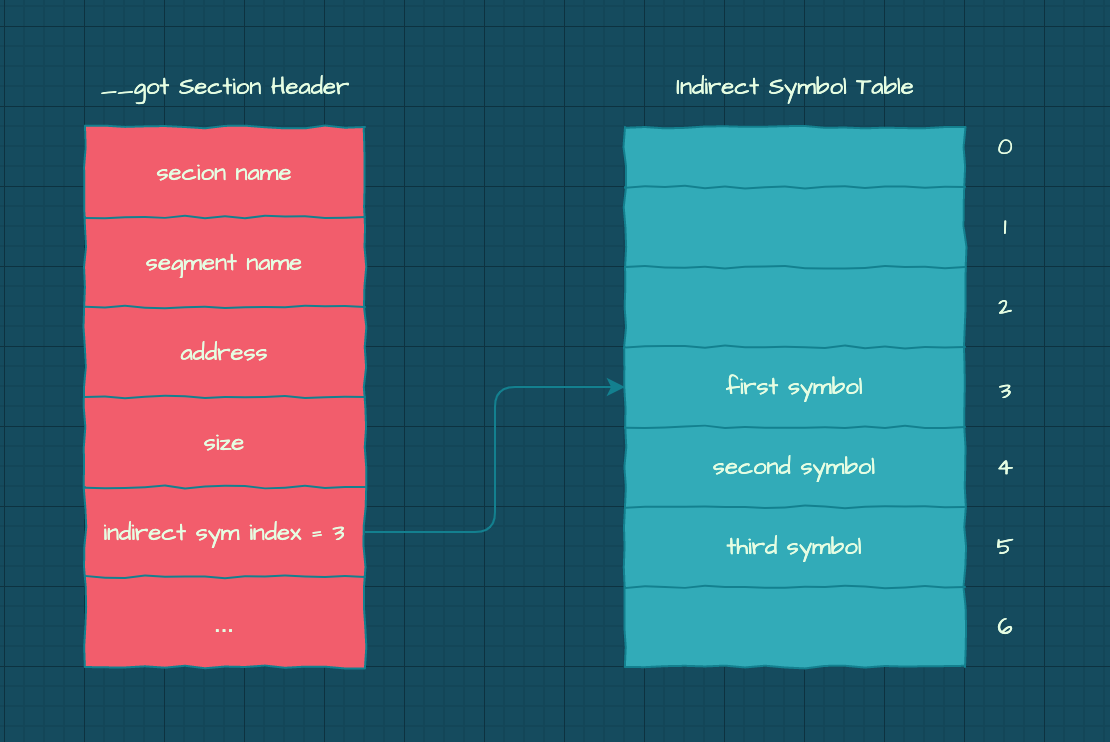 __got Section Header
secion name
segment name
address
size
indirect sym index = 3
...
Indirect Symbol Table
0
1
2
first symbol
3
second symbol
4
third symbol
5
6